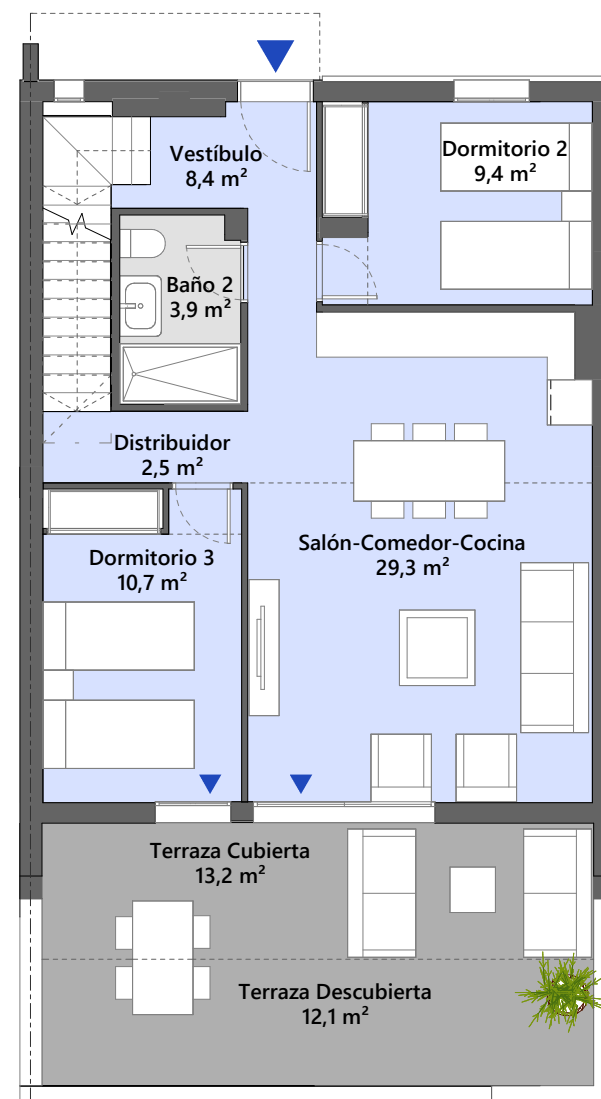 Vestíbulo
8,4 m²
Dormitorio 2
9,4 m²
Baño 2
3,9 m²
Distribuidor
2,5 m²
Salón-Comedor-Cocina
29,3 m²
Dormitorio 3
10,7 m²
Terraza Cubierta
13,2 m²
Terraza Descubierta
12,1 m²